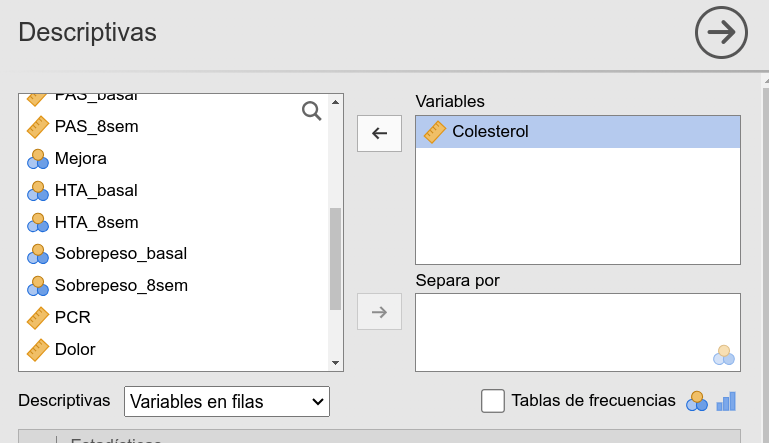 Descriptivas
PAS_basal
PAS_8sem
Mejora
HTA_basal
HTA_8sem
Sobrepeso_basal
Sobrepeso_8sem
PCR
Dolor
Variables
Colesterol
Separa por
Descriptivas
Variables en filas
Tablas de frecuencias
Estadísticas